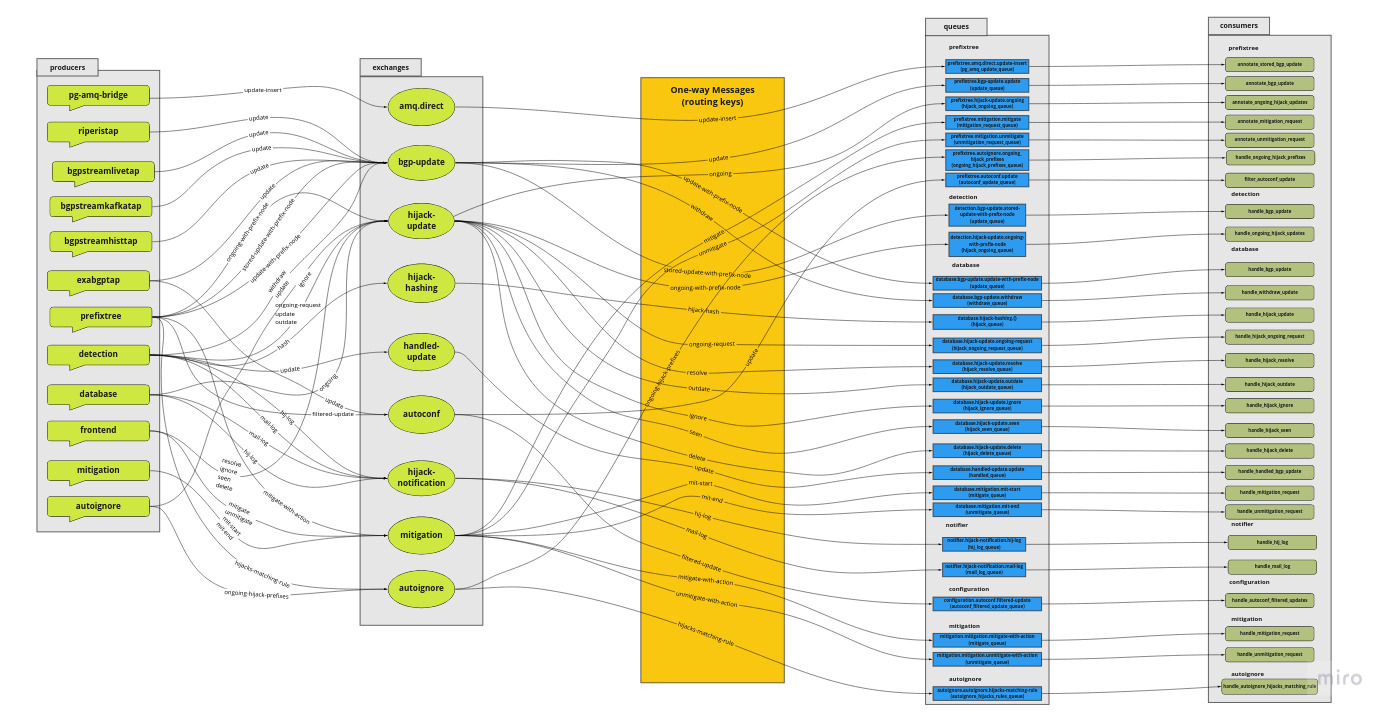 producers
pg-amq-bridge
riperistap
bgpstreamlivetap
bgpstreamkafkatap
bgpstreamhisttap
exabgptap
prefixtree
detection
database
frontend
mitigation
autoignore
update-insert
update
update
update
update
update
ongoing-with-prefix-node
stored-update-with-prefix-node
update-with-prefix-node
withdraw
update
ignore
ongoing-request
update
outdate
hash
update
ongoing
update
filtered-update
hij-log
mail-log
mail-log
hij-log
resolve
ignore
seen
delete
mitigate-with-action
mitigate
unmitigate
mit-start
mit-end
hijacks-matching-rule
ongoing-hijack-prefixes
exchanges
amq.direct
bgp-update
hijack-
update
hijack-
hashing
handled-
update
autoconf
hijack-
notification
mitigation
autoignore
One-way Messages
(routing keys)
update-insert
update
ongoing
update-with-prefix-node
withdraw
mitigate
unmitigate
stored-update-with-prefix-node
ongoing-with-prefix-node
hijack-hash
ongoing-request
update
ongoing-hijack-prefixes
resolve
outdate
ignore
seen
delete
update
mit-start
mit-end
hij-log
mail-log
filtered-update
mitigate-with-action
unmitigate-with-action
hijacks-matching-rule
queues
prefixtree
prefixtree.amq.direct.update-insert
(pg_amq_update_queue)
prefixtree.bgp-update.update
(update_queue)
prefixtree.hijack-update.ongoing
(hijack_ongoing_queue)
prefixtree.mitigation.mitigate
(mitigation_request_queue)
prefixtree.mitigation.unmitigate
(unmitigation_request_queue)
prefixtree.autoignore.ongoing_
hijack_prefixes
(ongoing_hijack_prefixes_queue)
prefixtree.autoconf.update
(autoconf_update_queue)
detection
detection.bgp-update.stored-
update-with-prefix-node
(update_queue)
detection.hijack-update.ongoing-
with-prefix-node
(hijack_ongoing_queue)
database
database.bgp-update.update-with-prefix-node
(update_queue)
database.bgp-update.withdraw
(withdraw_queue)
database.hijack-hashing.()
(hijack_queue)
database.hijack-update.ongoing-request
(hijack_ongoing_request_queue)
database.hijack-update.resolve
(hijack_resolve_queue)
database.hijack-update.outdate
(hijack_outdate_queue)
database.hijack-update.ignore
(hijack_ignore_queue)
database.hijack-update.seen
(hijack_seen_queue)
database.hijack-update.delete
(hijack_delete_queue)
database.handled-update.update
(handled_queue)
database.mitigation.mit-start
(mitigate_queue)
database.mitigation.mit-end
(unmitigate_queue)
notifier
notifier.hijack-notification.hij-log
(hij_log_queue)
notifier.hijack-notification.mail-log
(mail_log_queue)
configuration
configuration.autoconf.filtered-update
(autoconf_filtered_update_queue)
mitigation
mitigation.mitigation.mitigate-with-action
(mitigate_queue)
mitigation.mitigation.unmitigate-with-action
(unmitigate_queue)
autoignore
autoignore.autoignore.hijacks-matching-rule
(autoignore_hijacks_rules_queue)
consumers
prefixtree
annotate_stored_bgp_update
annotate_bgp_update
annotate_ongoing_hijack_updates
annotate_mitigation_request
annotate_unmitigation_request
handle_ongoing_hijack_prefixes
filter_autoconf_update
detection
handle_bgp_update
handle_ongoing_hijack_updates
database
handle_bgp_update
handle_withdraw_update
handle_hijack_update
handle_hijack_ongoing_request
handle_hijack_resolve
handle_hijack_outdate
handle_hijack_ignore
handle_hijack_seen
handle_hijack_delete
handle_handled_bgp_update
handle_mitigation_request
handle_unmitigation_request
notifier
handle_hij_log
handle_mail_log
configuration
handle_autoconf_filtered_updates
mitigation
handle_mitigation_request
handle_unmitigation_request
autoignore
handle_autoignore_hijacks_matching_rule
miro